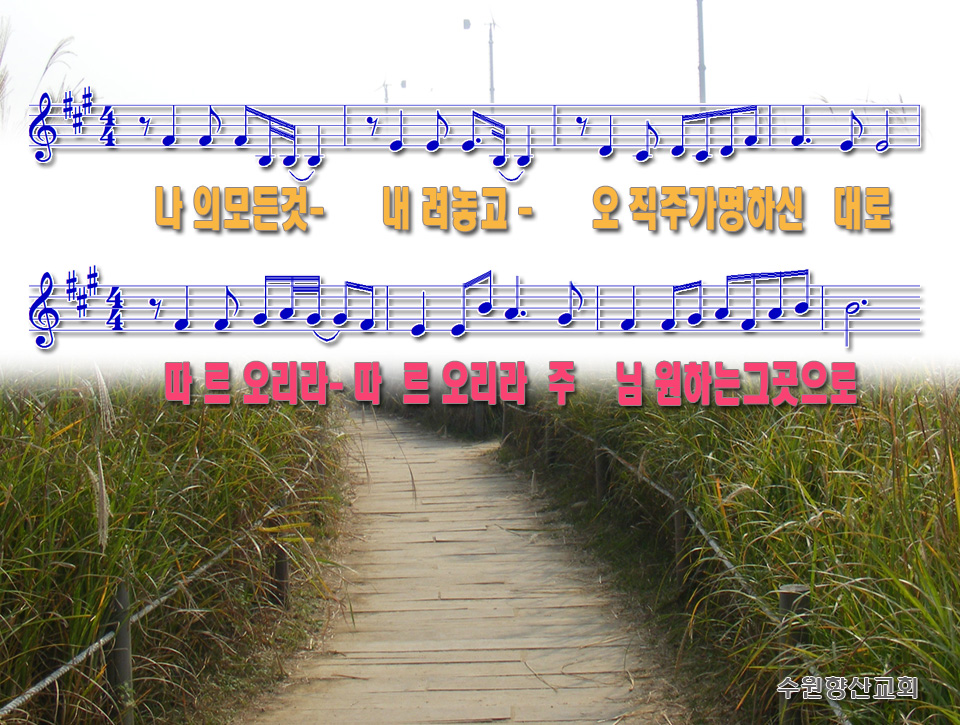 나 의모든것- 내 려놓고 - 오 직주가명하신 대로
따 르 오리라- 따 르 오리라 주 님 원하는그곳으로
수원향산교회